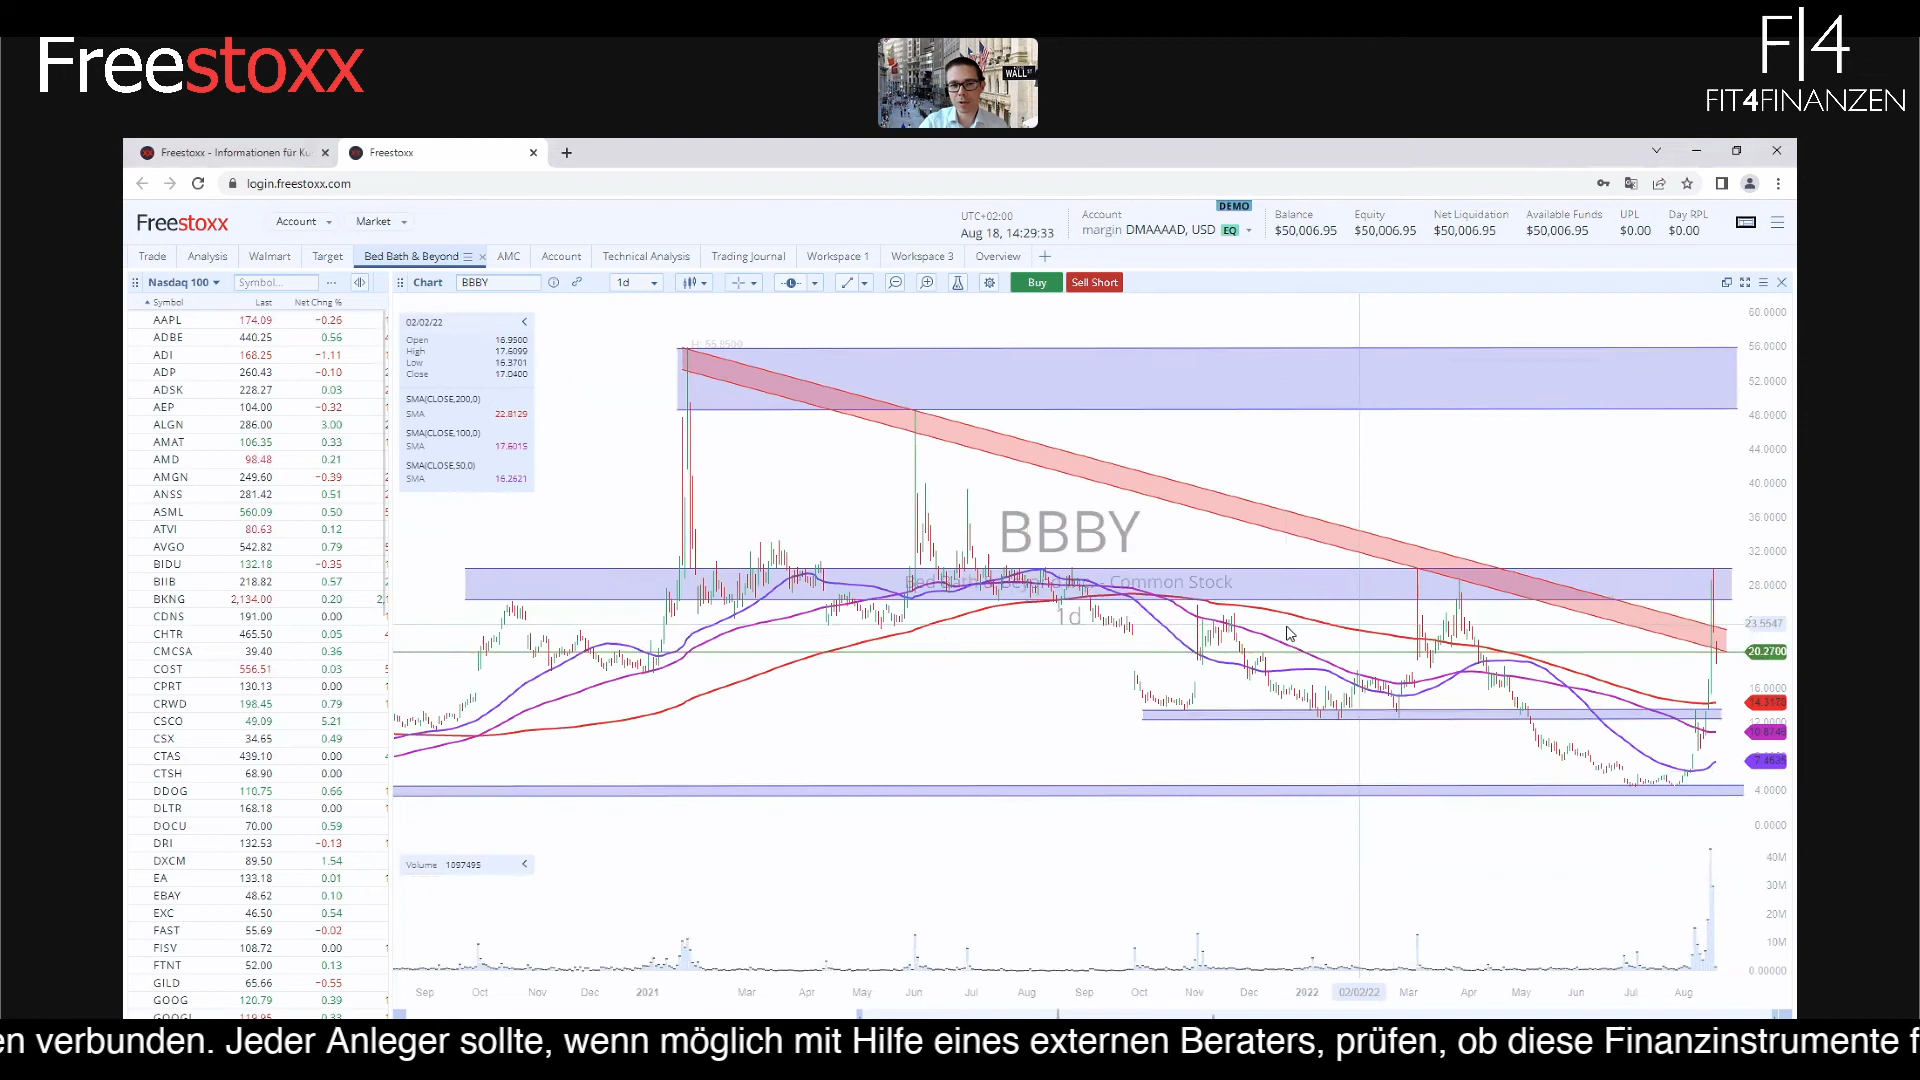 Freestoxx
F|4
FIT4FINANZEN
WALL ST
Freestoxx - Informationen für Ku
Freestoxx
login.freestoxx.com
Freestoxx
Account
Market
UTC+02:00
Aug 18, 14:29:33
DEMO
Account
margin DMAAAAD, USD EQ
Balance
$50,006.95
Equity
$50,006.95
Net Liquidation
$50,006.95
Available Funds
$50,006.95
UPL
$0.00
Day RPL
$0.00
Trade Analysis Walmart Target Bed Bath & Beyond AMC Account Technical Analysis Trading Journal Workspace 1 Workspace 3 Overview
Nasdaq 100 Symbol...
Chart BBBY 1d Buy Sell Short
Symbol Last Net Chng %
AAPL 174.09 −0.26
ADBE 440.25 0.56
ADI 168.25 −1.11
ADP 260.43 −0.10
ADSK 228.27 0.03
AEP 104.00 −0.32
ALGN 286.00 3.00
AMAT 106.35 0.33
AMD 98.48 0.21
AMGN 249.60 −0.39
ANSS 281.42 0.51
ASML 560.09 0.50
ATVI 80.63 0.12
AVGO 542.82 0.79
BIDU 132.18 −0.35
BIIB 218.82 0.57
BKNG 2,134.00 0.20
CDNS 191.00 0.00
CHTR 465.50 0.05
CMCSA 39.40 0.36
COST 556.51 0.03
CPRT 130.13 0.00
CRWD 198.45 0.79
CSCO 49.09 5.21
CSX 34.65 0.49
CTAS 439.10 0.00
CTSH 68.90 0.00
DDOG 110.75 0.66
DLTR 168.18 0.00
DOCU 70.00 0.59
DRI 132.53 −0.13
DXCM 89.50 1.54
EA 133.18 0.01
EBAY 48.62 0.10
EXC 46.50 0.54
FAST 55.69 −0.02
FISV 108.72 0.00
FTNT 52.00 0.13
GILD 65.66 −0.55
GOOG 120.79 0.39
GOOGL 119.95 0.33
02/02/22
Open 16.9500
High 17.6099
Low 16.3701
Close 17.0400
SMA(CLOSE,200,0)
SMA 22.8129
SMA(CLOSE,100,0)
SMA 17.6015
SMA(CLOSE,50,0)
SMA 16.2621
BBBY
1d
60.0000
56.0000
52.0000
48.0000
44.0000
40.0000
36.0000
32.0000
28.0000
23.5547
20.2700
16.0000
14.3178
12.0000
7.4635
4.0000
0.0000
Volume 1097495
40M
30M
20M
10M
0.00000
Sep Oct Nov Dec 2021 Mar Apr May Jun Jul Aug Sep Oct Nov Dec 2022 02/02/22 Mar Apr May Jun Jul Aug
en verbunden. Jeder Anleger sollte, wenn möglich mit Hilfe eines externen Beraters, prüfen, ob diese Finanzinstrumente f